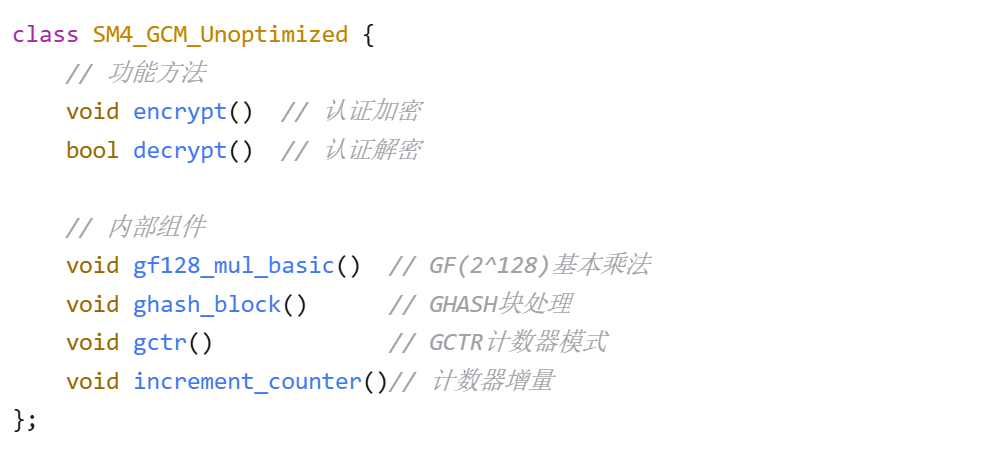 class SM4_GCM_Unoptimized {
    // 功能方法
    void encrypt()  // 认证加密
    bool decrypt()  // 认证解密

    // 内部组件
    void gf128_mul_basic()  // GF(2^128)基本乘法
    void ghash_block()      // GHASH块处理
    void gctr()             // GCTR计数器模式
    void increment_counter()// 计数器增量
};